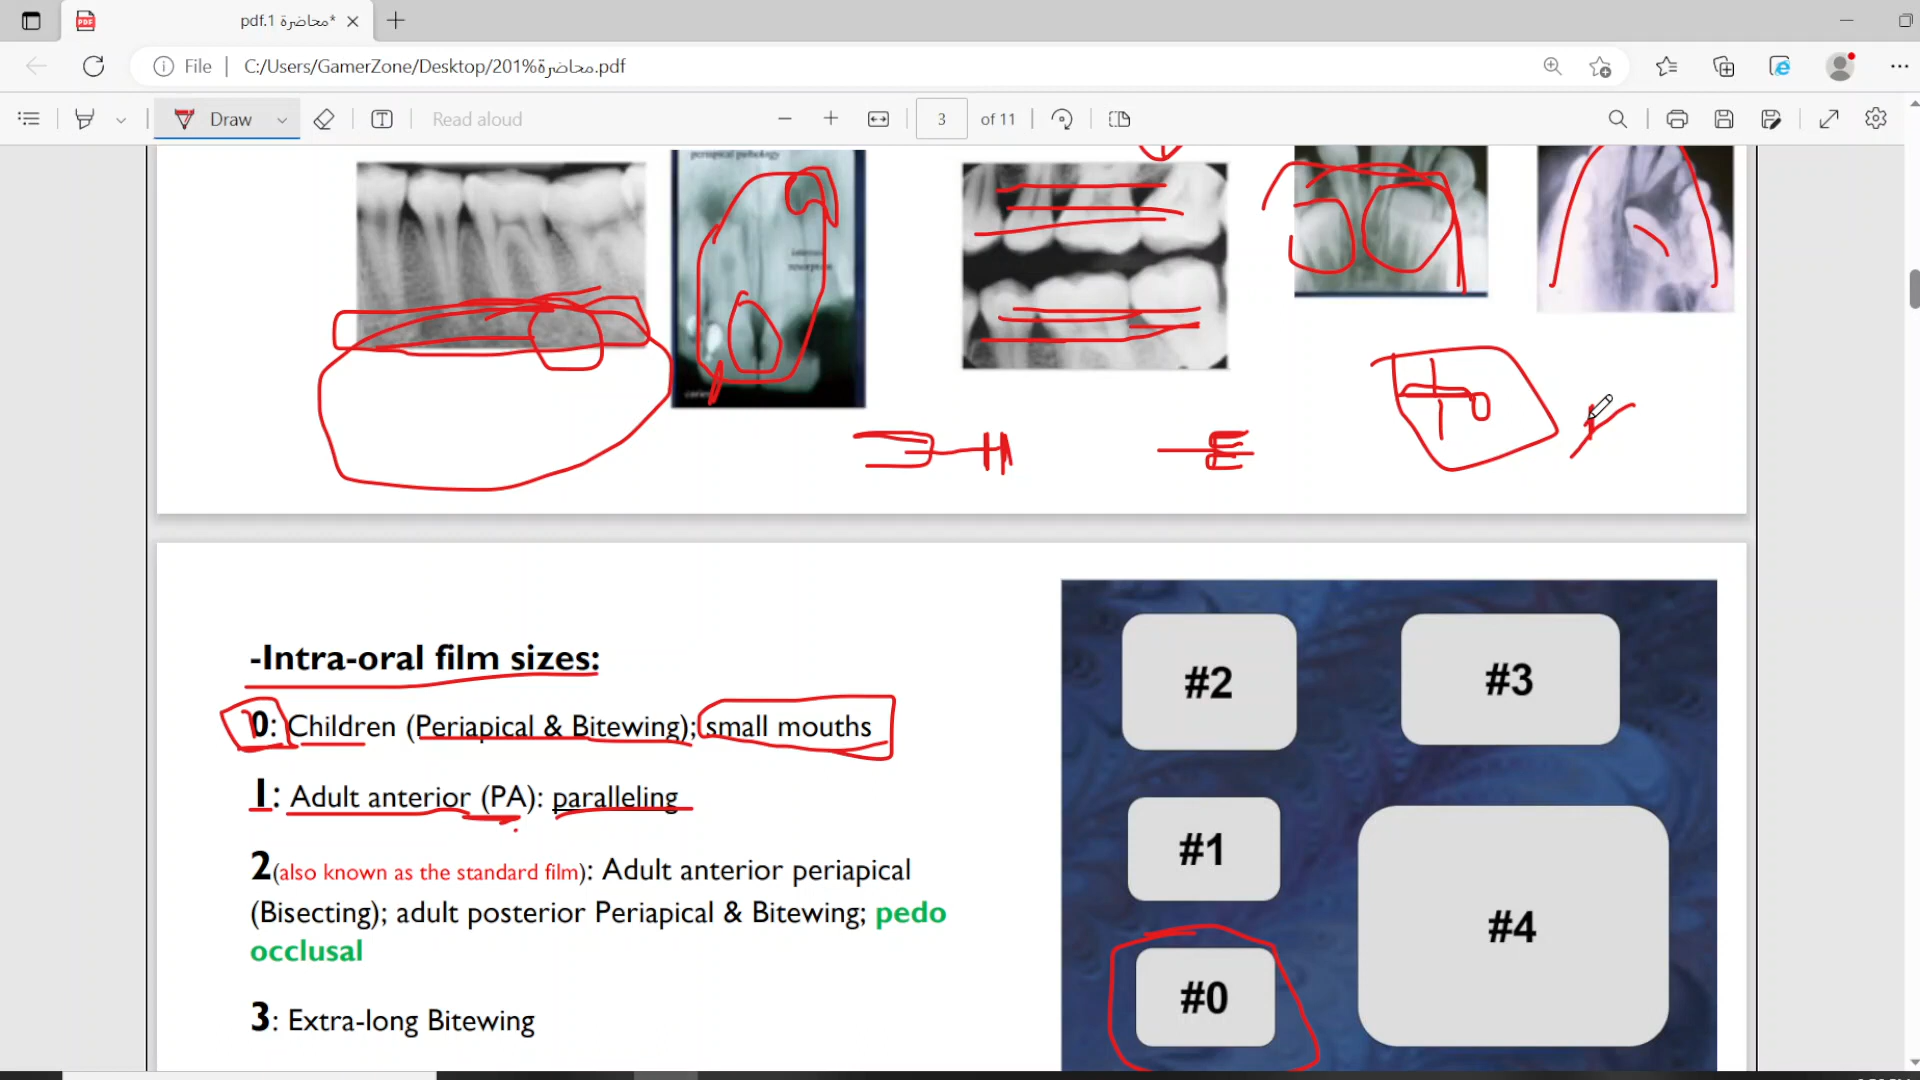 محاضرة 1.pdf*
File
C:/Users/GamerZone/Desktop/201%محاضرة.pdf
Draw
Read aloud
3 of 11
periapical pathology
-Intra-oral film sizes:
0: Children (Periapical & Bitewing); small mouths
1: Adult anterior (PA): paralleling
2(also known as the standard film): Adult anterior periapical
(Bisecting); adult posterior Periapical & Bitewing; pedo
occlusal
3: Extra-long Bitewing
#2
#3
#1
#4
#0